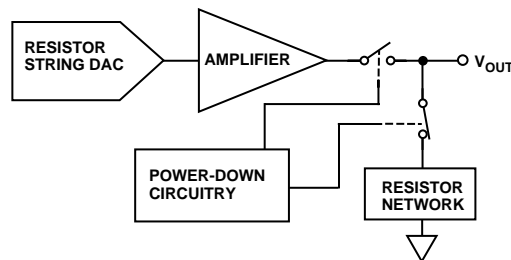 RESISTOR
STRING DAC
AMPLIFIER
VOUT
POWER-DOWN
CIRCUITRY
RESISTOR
NETWORK